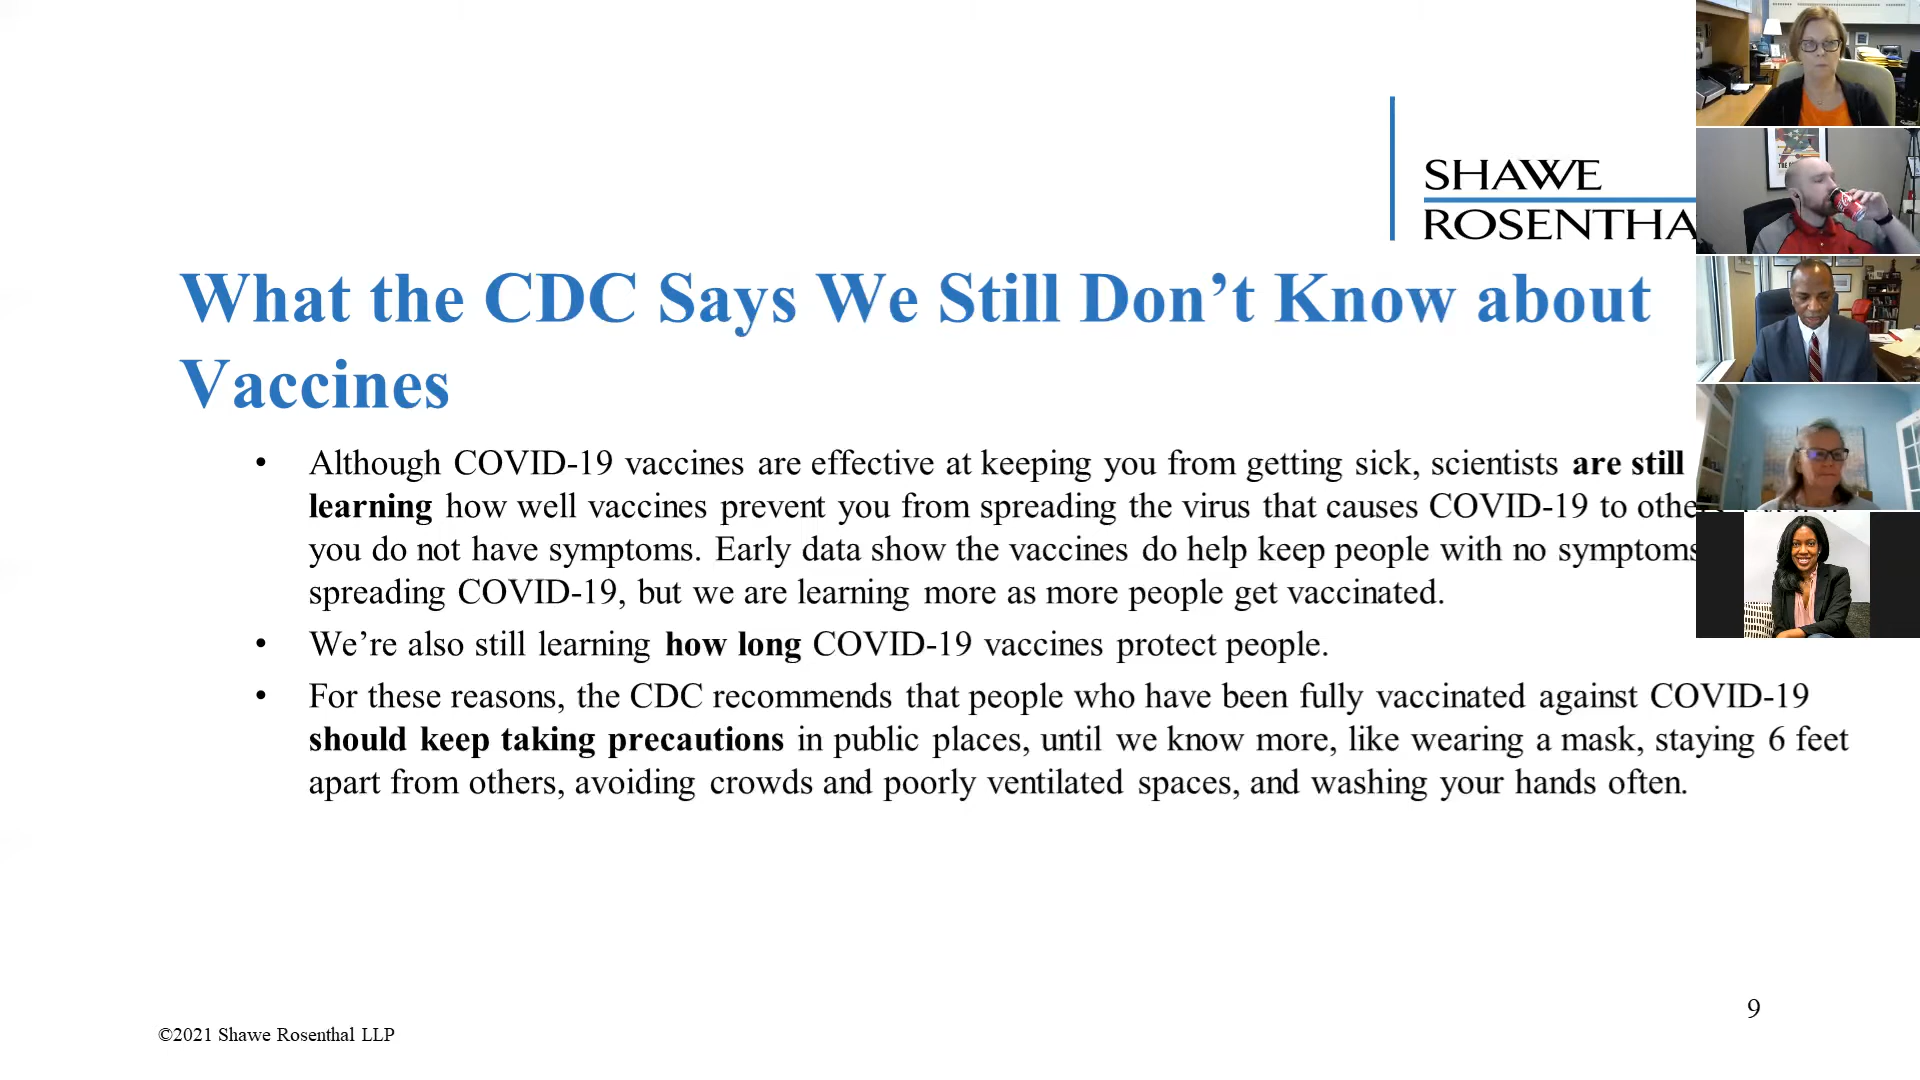 SHAWE
ROSENTHA
What the CDC Says We Still Don’t Know about
Vaccines
• Although COVID-19 vaccines are effective at keeping you from getting sick, scientists are still
learning how well vaccines prevent you from spreading the virus that causes COVID-19 to othe
you do not have symptoms. Early data show the vaccines do help keep people with no symptoms
spreading COVID-19, but we are learning more as more people get vaccinated.
• We’re also still learning how long COVID-19 vaccines protect people.
• For these reasons, the CDC recommends that people who have been fully vaccinated against COVID-19
should keep taking precautions in public places, until we know more, like wearing a mask, staying 6 feet
apart from others, avoiding crowds and poorly ventilated spaces, and washing your hands often.
9
©2021 Shawe Rosenthal LLP